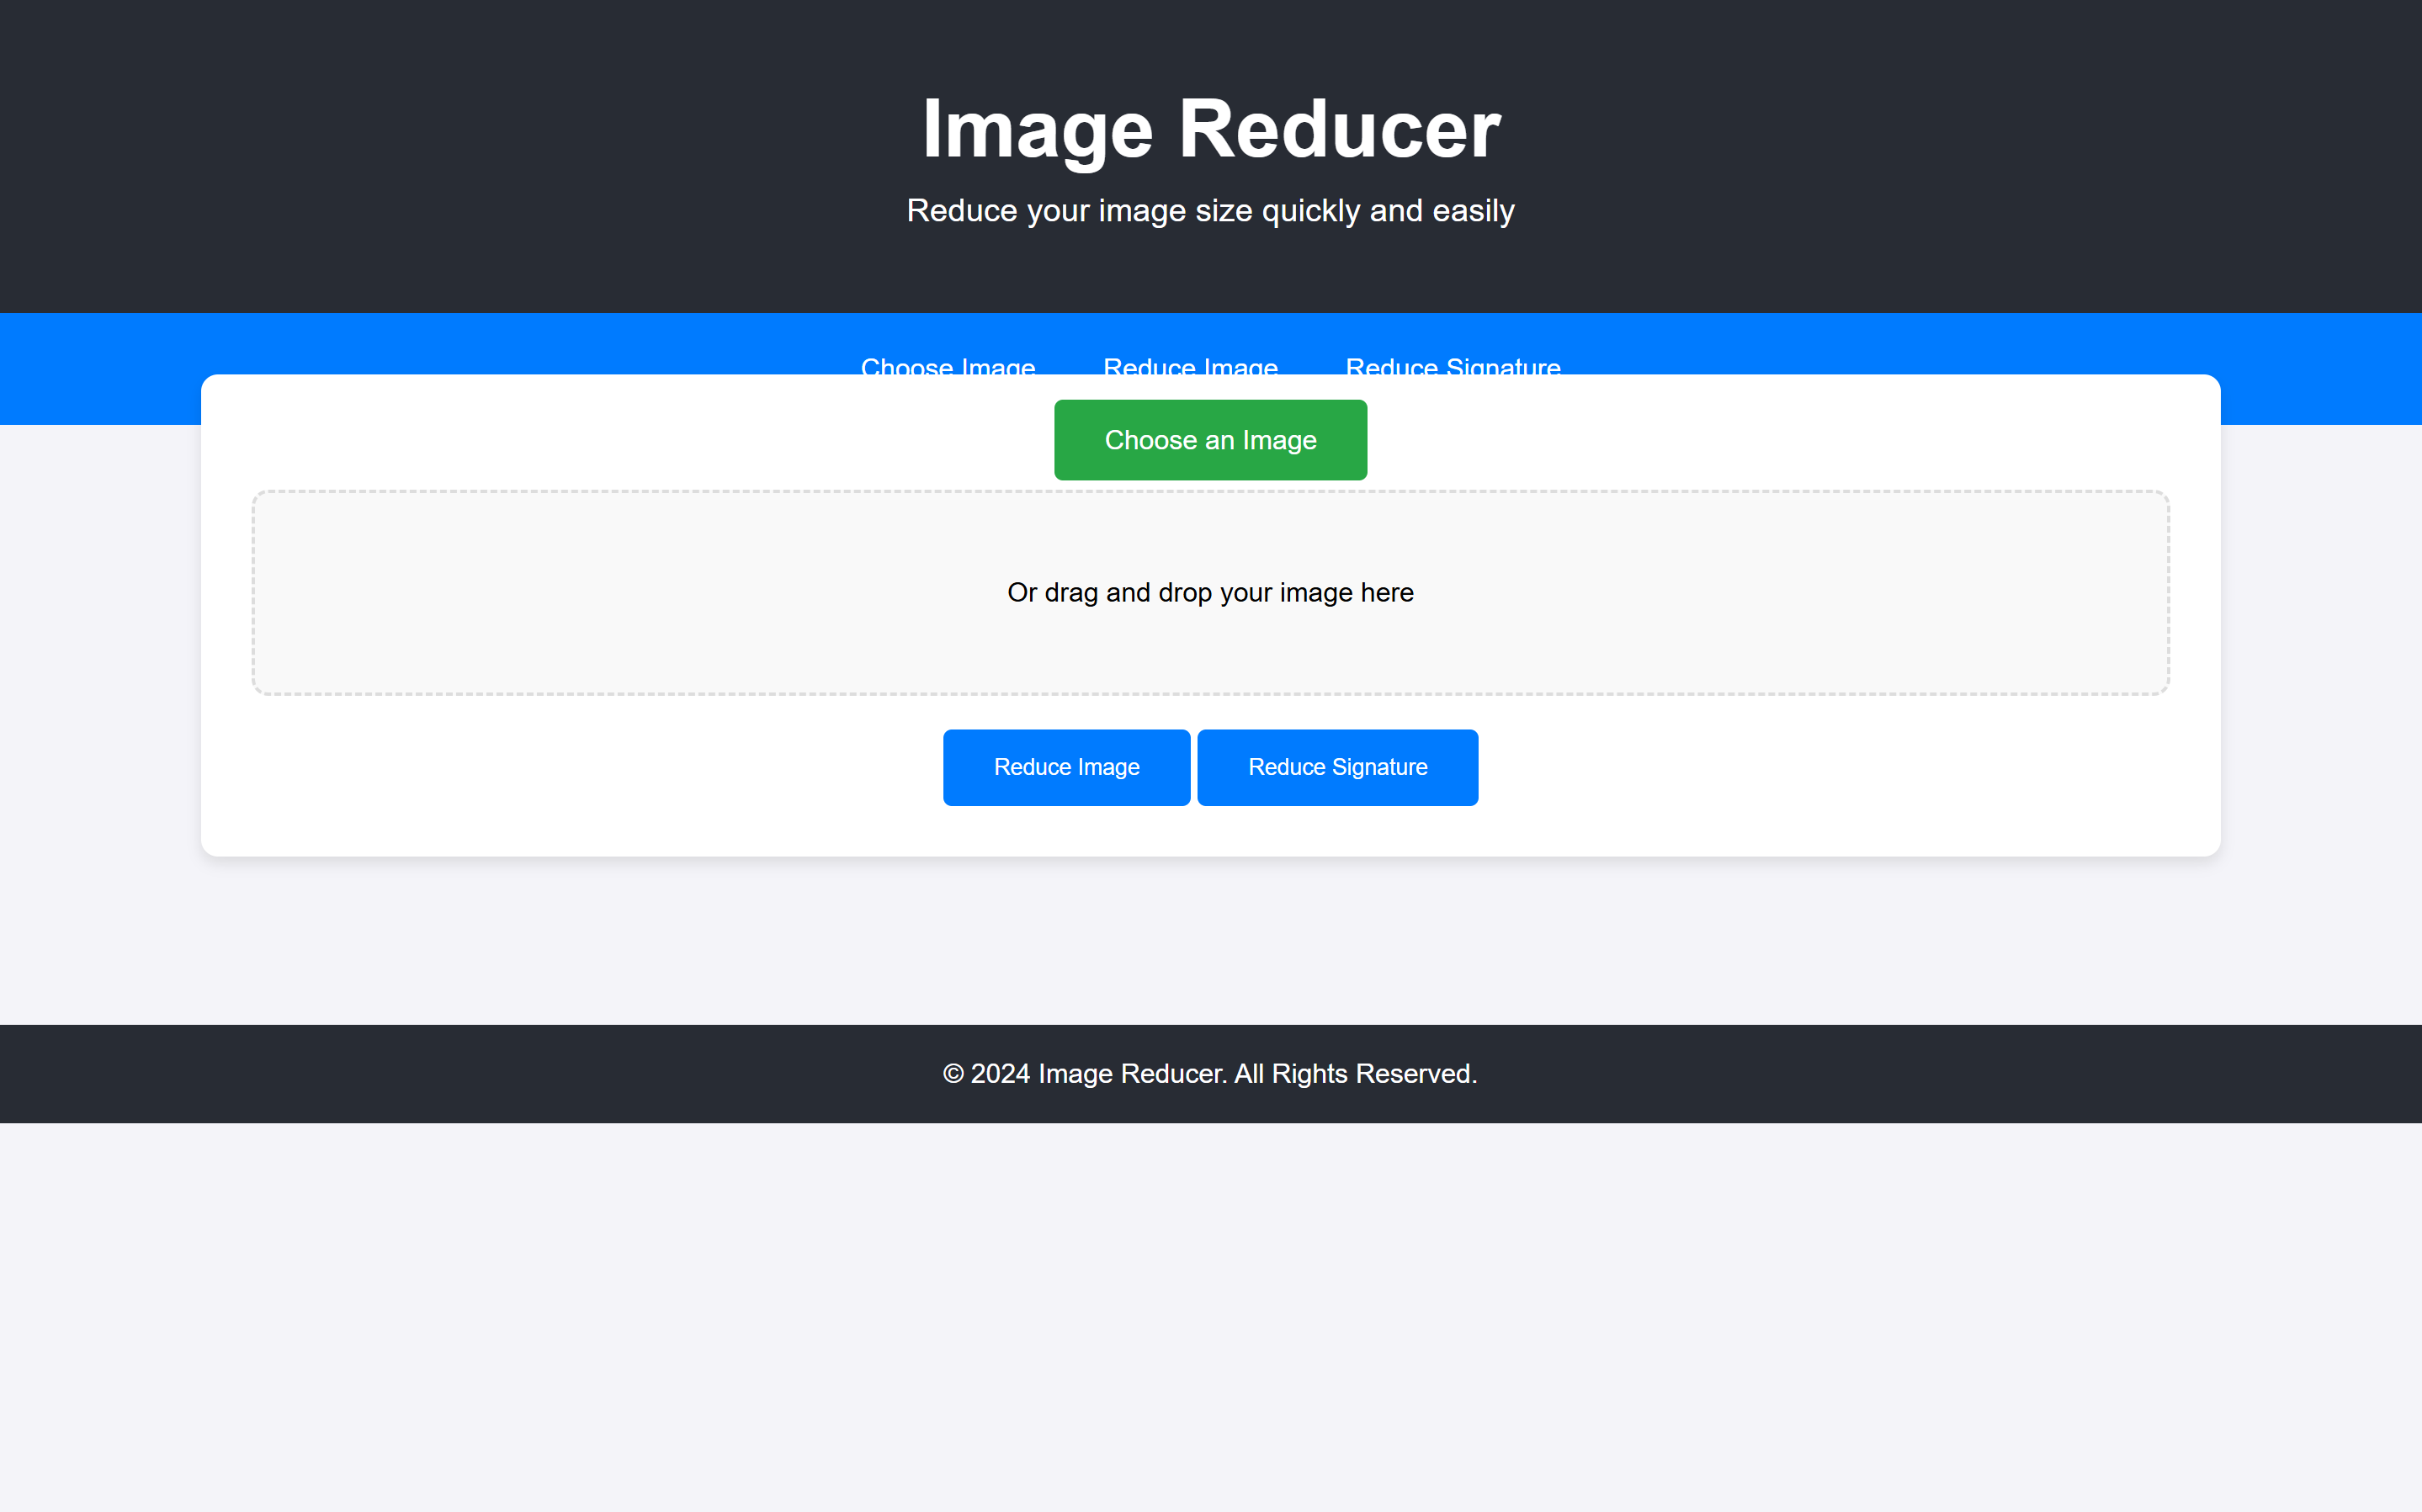 Image Reducer
Reduce your image size quickly and easily
Choose Image Reduce Image Reduce Signature
Choose an Image
Or drag and drop your image here
Reduce Image Reduce Signature
© 2024 Image Reducer. All Rights Reserved.